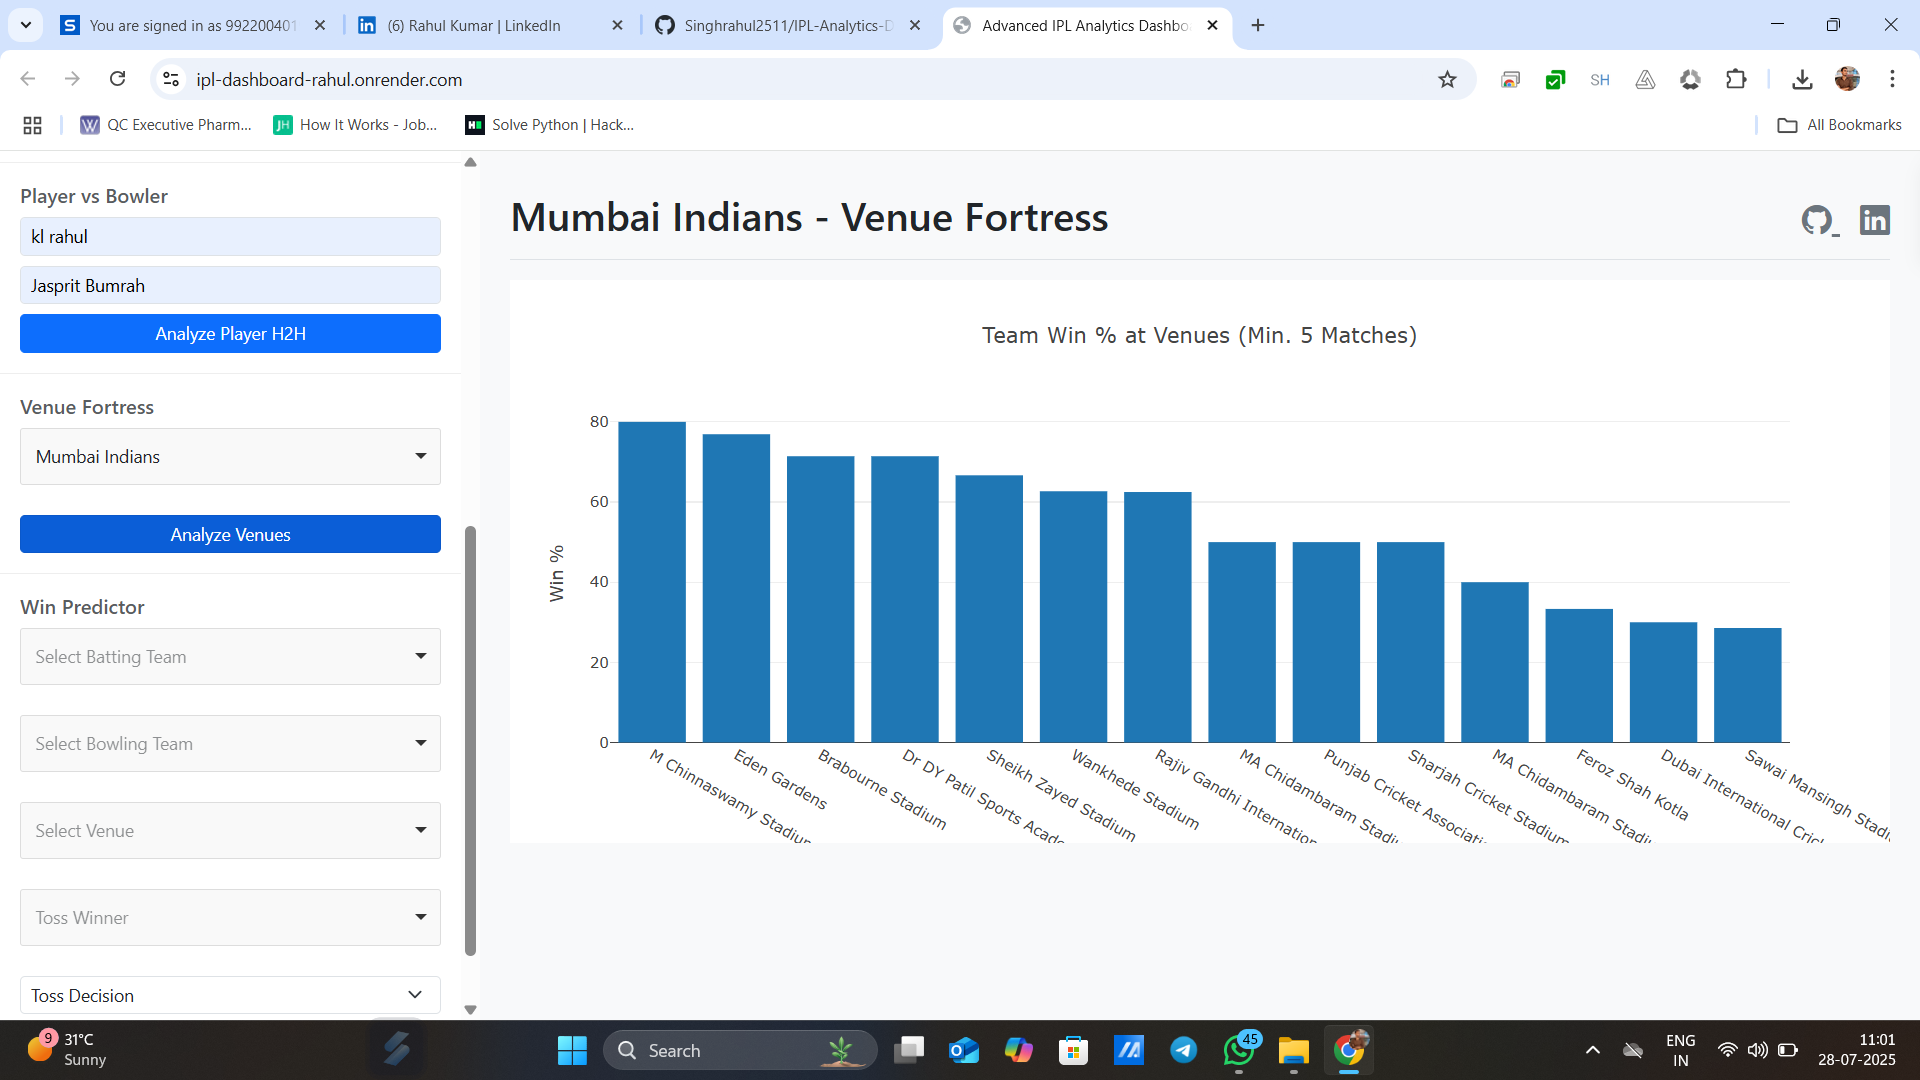 You are signed in as 992200401
(6) Rahul Kumar | LinkedIn
Singhrahul2511/IPL-Analytics-D
Advanced IPL Analytics Dashbo
ipl-dashboard-rahul.onrender.com
SH
QC Executive Pharm...
How It Works - Job...
Solve Python | Hack...
All Bookmarks
Player vs Bowler
kl rahul
Jasprit Bumrah
Analyze Player H2H
Venue Fortress
Mumbai Indians
Analyze Venues
Win Predictor
Select Batting Team
Select Bowling Team
Select Venue
Toss Winner
Toss Decision
Mumbai Indians - Venue Fortress
Team Win % at Venues (Min. 5 Matches)
Win %
80
60
40
20
0
M Chinnaswamy Stadium
Eden Gardens
Brabourne Stadium
Dr DY Patil Sports Acade
Sheikh Zayed Stadium
Wankhede Stadium
Rajiv Gandhi Internation
MA Chidambaram Stadiu
Punjab Cricket Associati
Sharjah Cricket Stadium
MA Chidambaram Stadiu
Feroz Shah Kotla
Dubai International Crick
Sawai Mansingh Stadiu
9
31°C
Sunny
Search
45
ENG
IN
11:01
28-07-2025